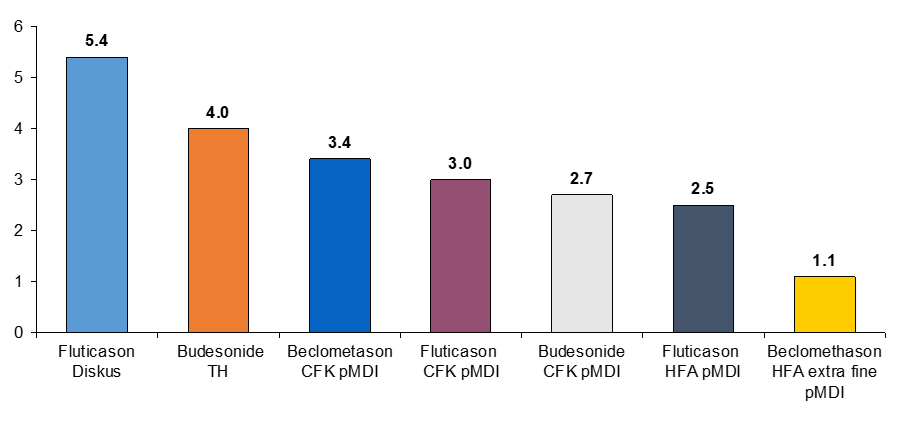 6
5
4
3
2
1
0
5.4
4.0
3.4
3.0
2.7
2.5
1.1
Fluticason
Diskus
Budesonide
TH
Beclometason
CFK pMDI
Fluticason
CFK pMDI
Budesonide
CFK pMDI
Fluticason
HFA pMDI
Beclomethason
HFA extra fine
pMDI